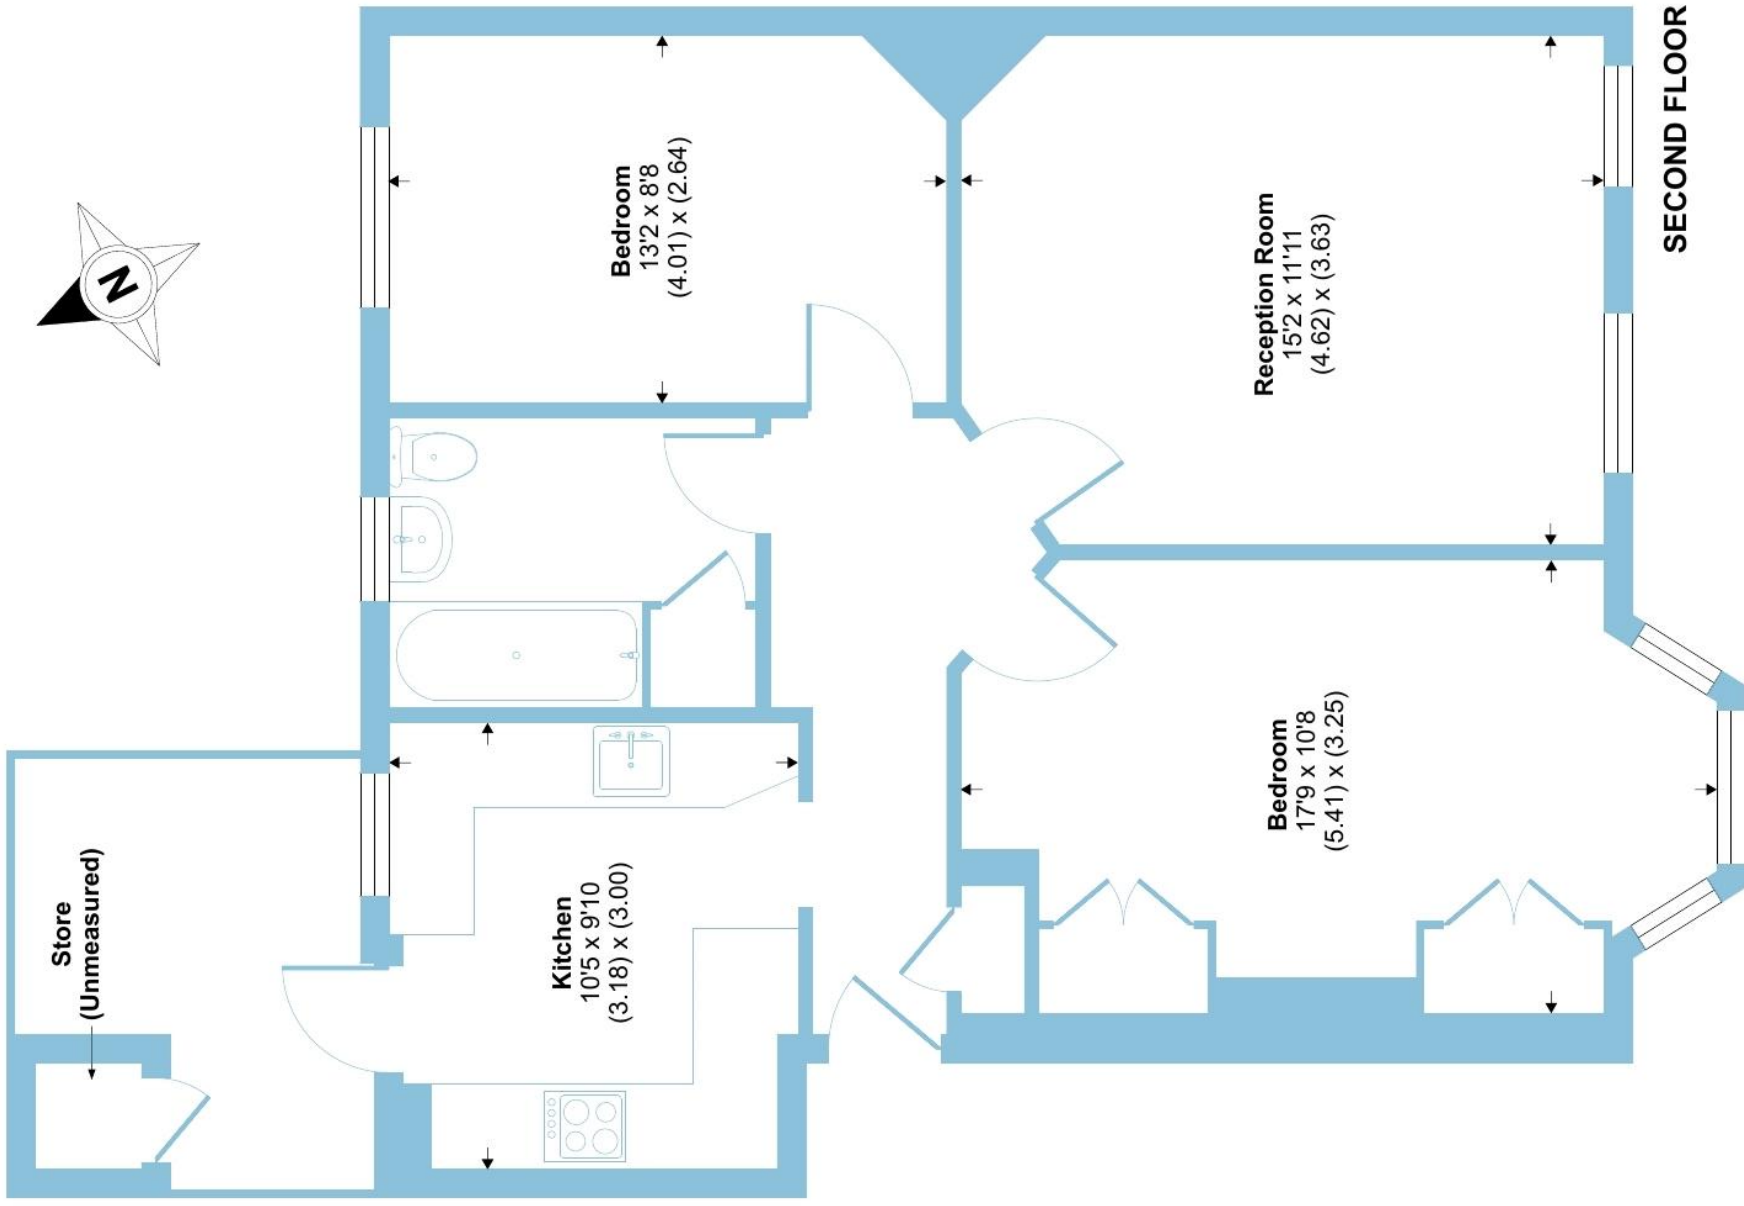 Store
(Unmeasured)
Kitchen
10'5 x 9'10
(3.18) x (3.00)
Bedroom
13'2 x 8'8
(4.01) x (2.64)
Bedroom
17'9 x 10'8
(5.41) x (3.25)
Reception Room
15'2 x 11'11
(4.62) x (3.63)
N
SECOND FLOOR